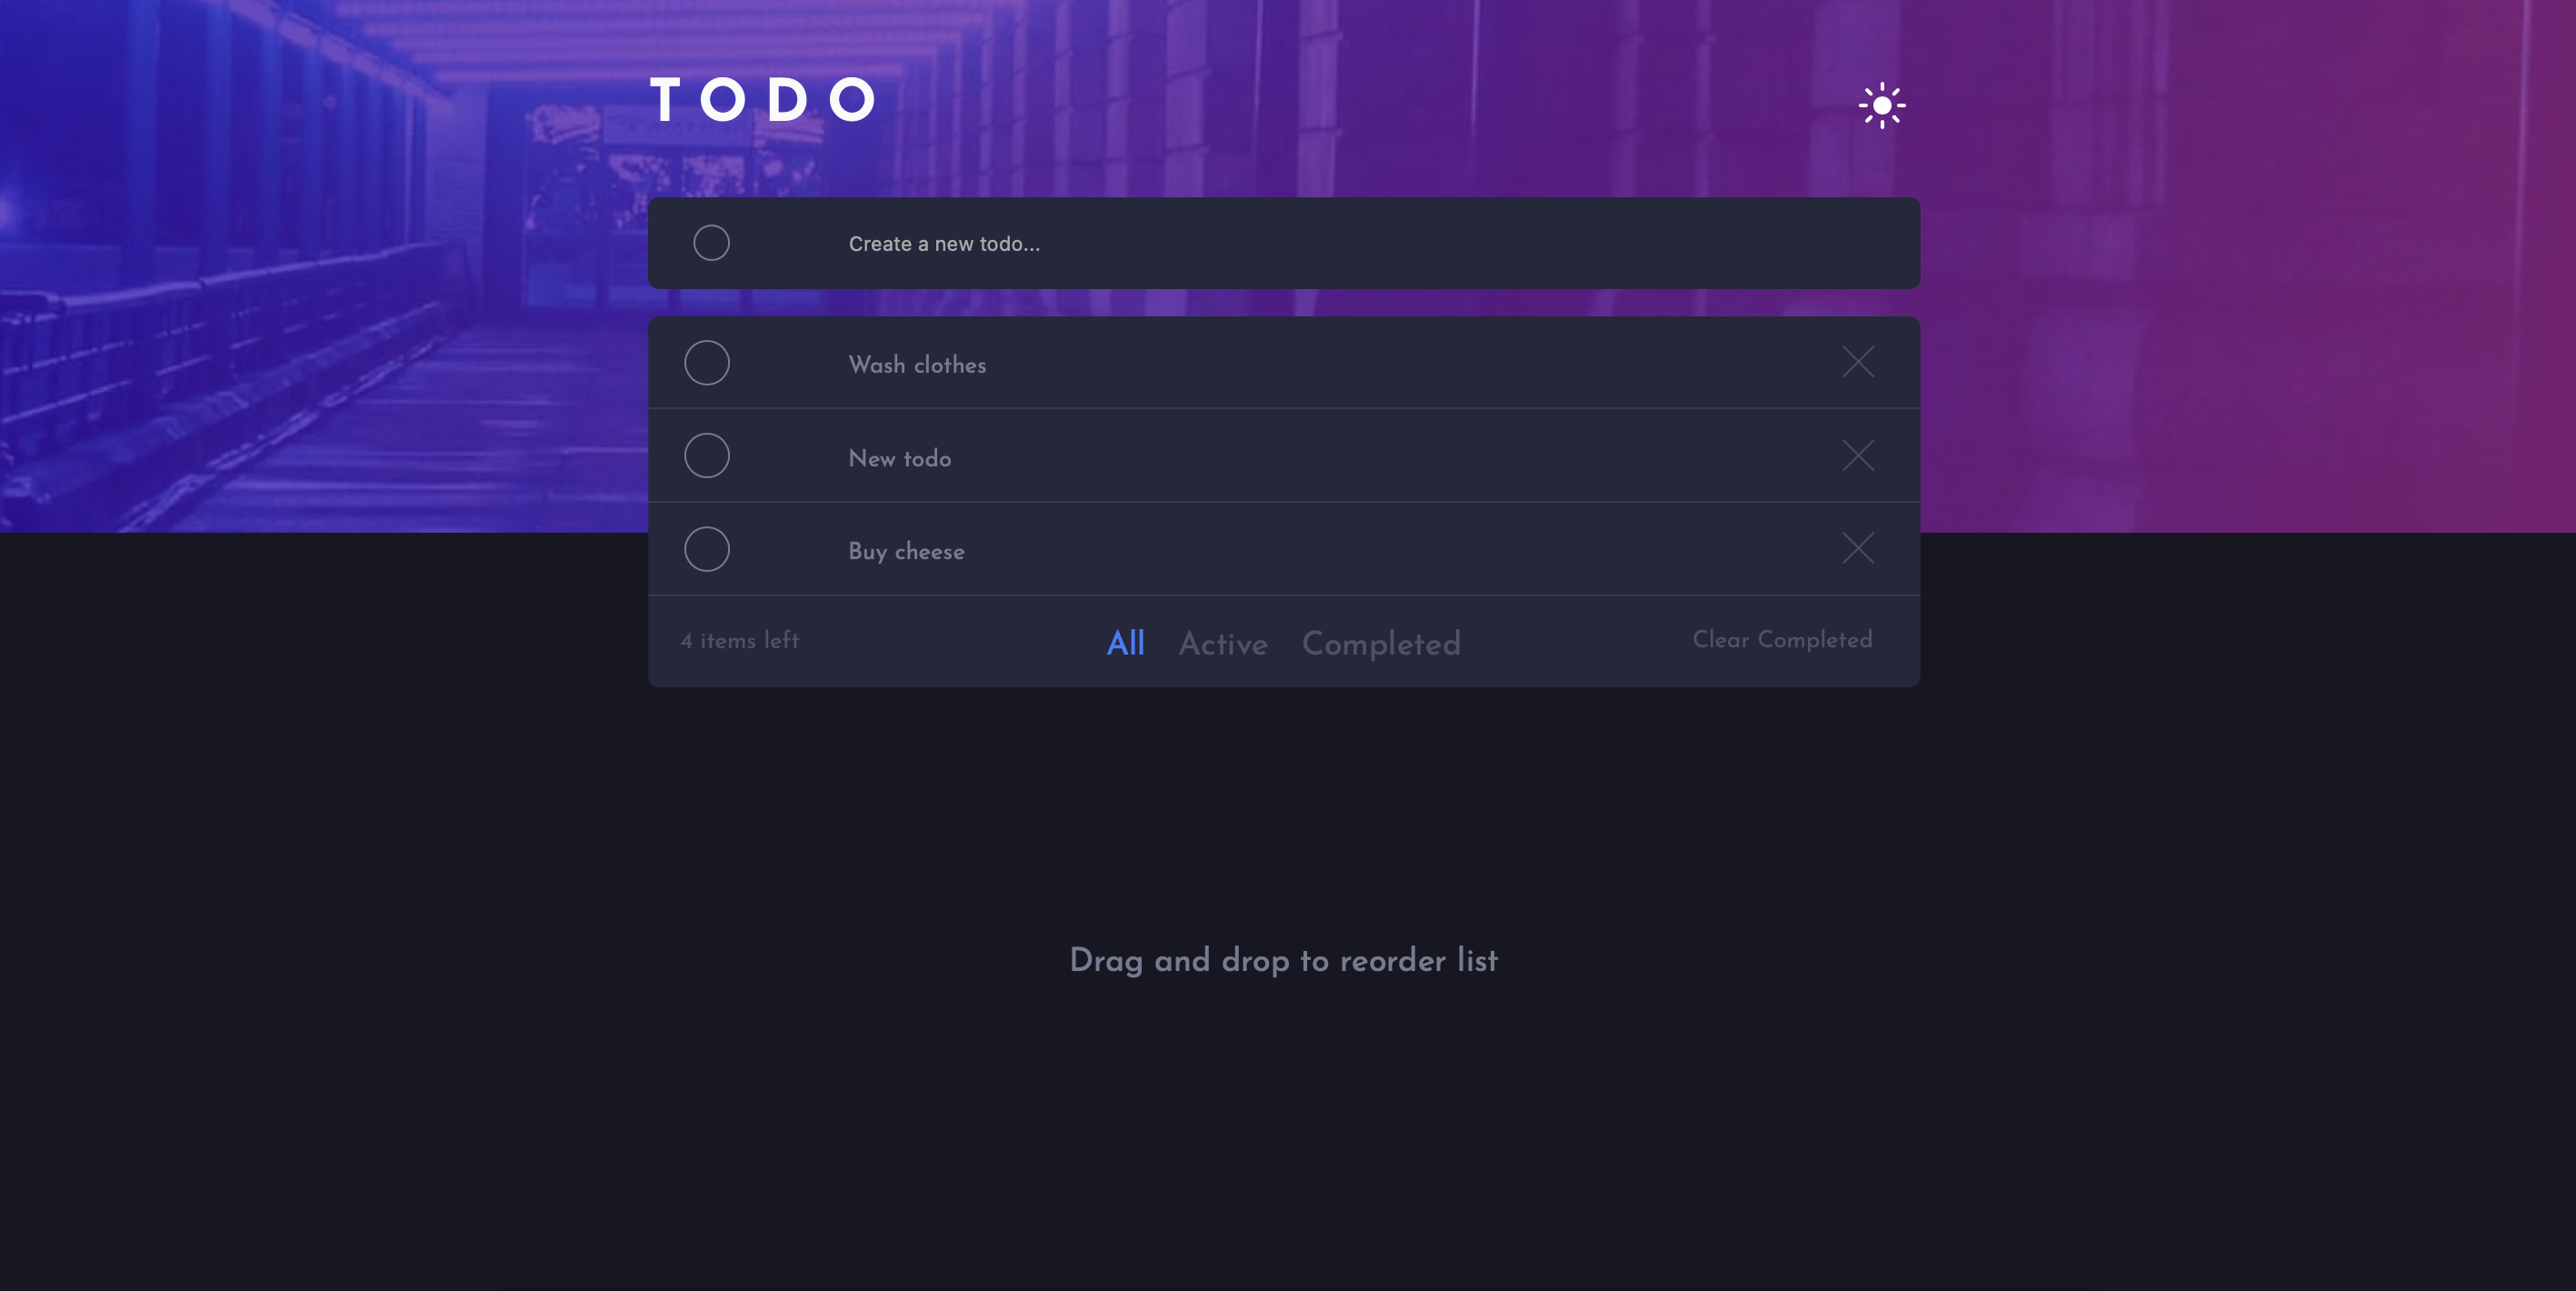 TODO
Create a new todo...
Wash clothes
New todo
Buy cheese
4 items left
All Active Completed
Clear Completed
Drag and drop to reorder list